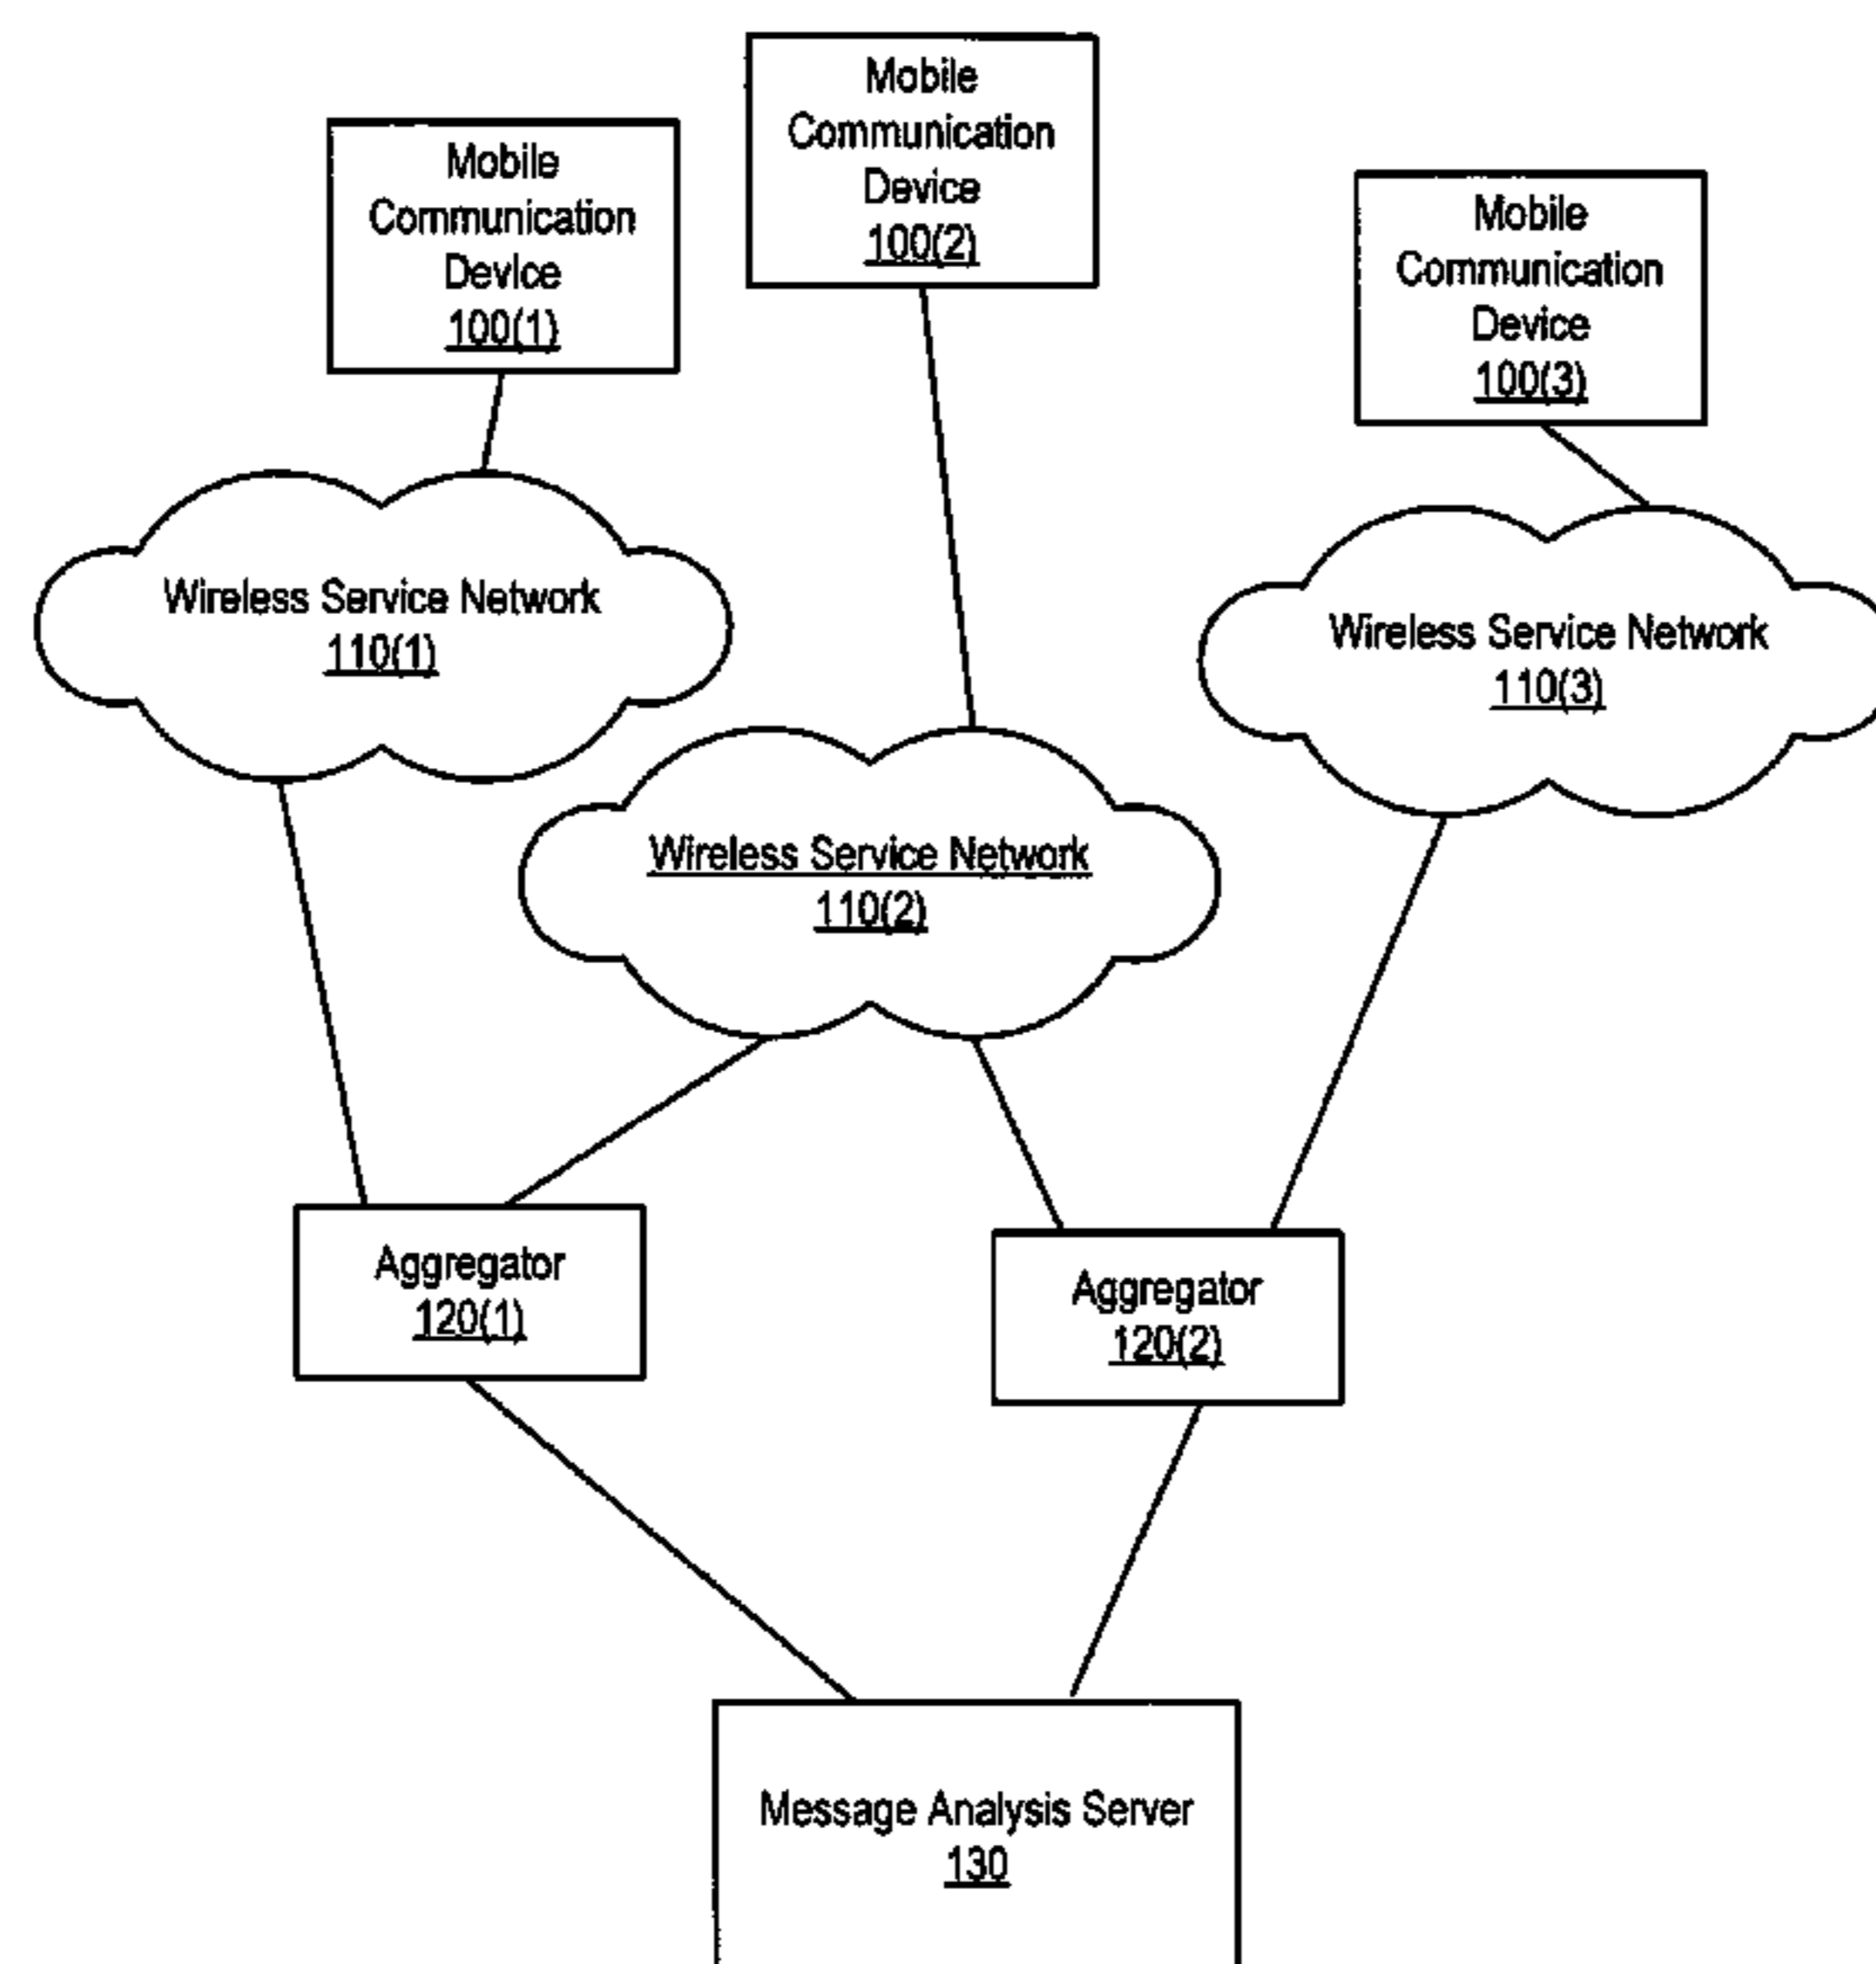 Mobile
Communication
Device
100(1)
Mobile
Communication
Device
100(2)
Mobile
Communication
Device
100(3)
Wireless Service Network
110(1)
Wireless Service Network
110(2)
Wireless Service Network
110(3)
Aggregator
120(1)
Aggregator
120(2)
Message Analysis Server
130